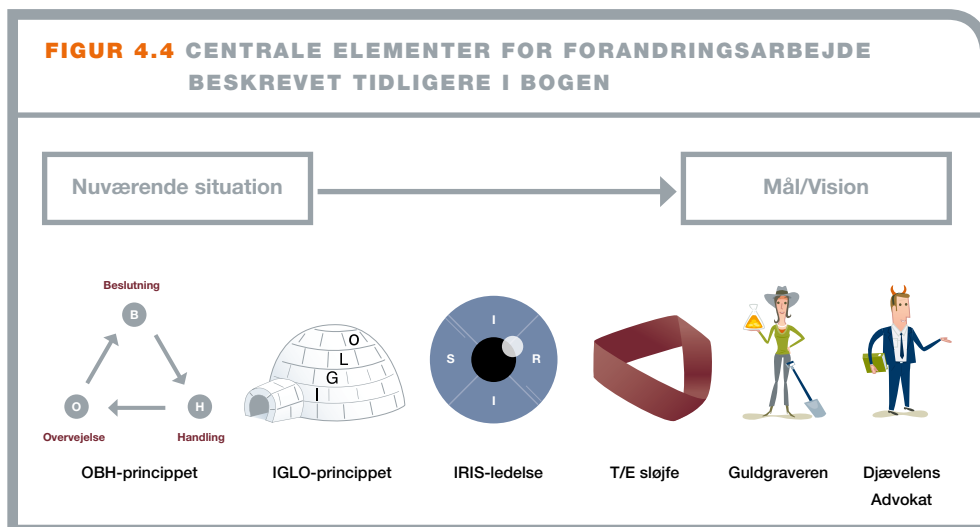 FIGUR 4.4 CENTRALE ELEMENTER FOR FORANDRINGSARBEJDE
BESKREVET TIDLIGERE I BOGEN
Nuværende situation
Mål/Vision
Beslutning
B
O
H
Overvejelse
Handling
OBH-princippet
O
L
G
I
IGLO-princippet
I
S
R
I
IRIS-ledelse
T/E sløjfe
Guldgraveren
Djævelens
Advokat